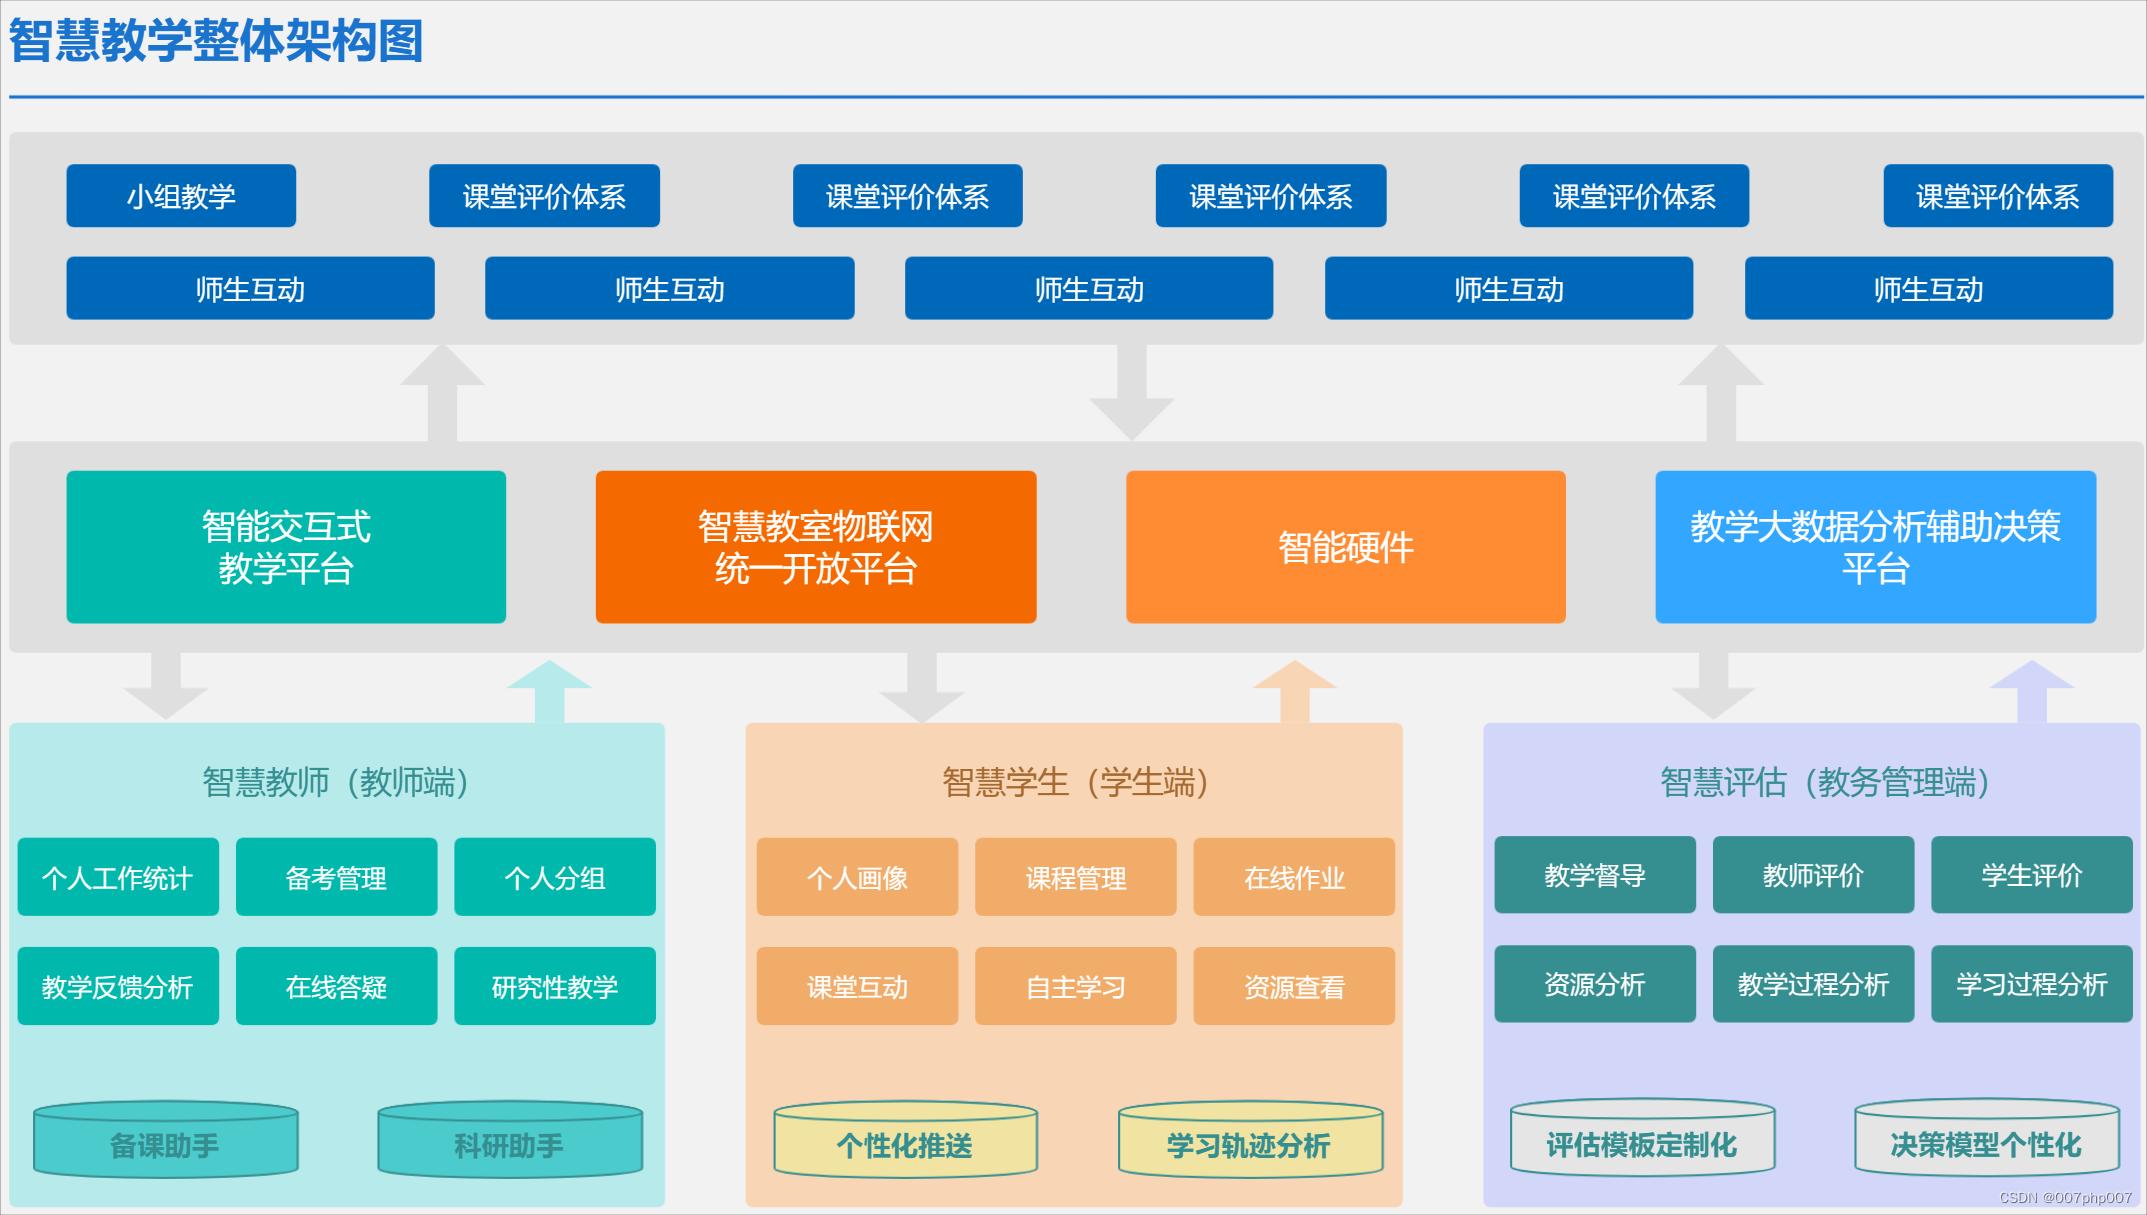 智慧教学整体架构图
小组教学
课堂评价体系
课堂评价体系
课堂评价体系
课堂评价体系
课堂评价体系
师生互动
师生互动
师生互动
师生互动
师生互动
智能交互式
教学平台
智慧教室物联网
统一开放平台
智能硬件
教学大数据分析辅助决策
平台
智慧教师（教师端）
个人工作统计
备考管理
个人分组
教学反馈分析
在线答疑
研究性教学
备课助手
科研助手
智慧学生（学生端）
个人画像
课程管理
在线作业
课堂互动
自主学习
资源查看
个性化推送
学习轨迹分析
智慧评估（教务管理端）
教学督导
教师评价
学生评价
资源分析
教学过程分析
学习过程分析
评估模板定制化
决策模型个性化
CSDN @007php007